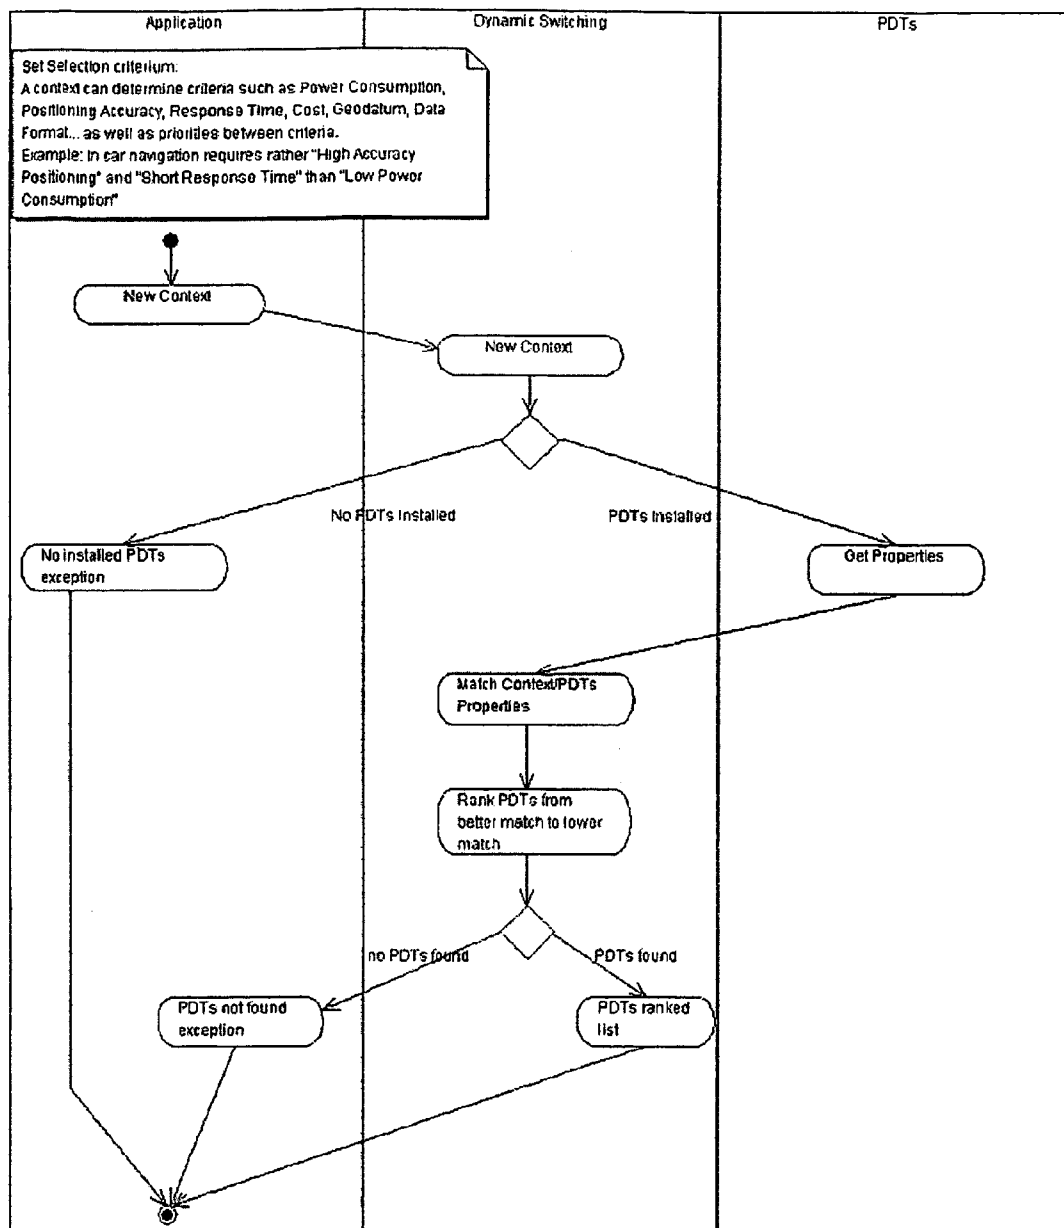 Application
Dynamic Switching
PDTs
Set Selection criterium:
A context can determine criteria such as Power Consumption,
Positioning Accuracy, Response Time, Cost, Geodatum, Data
Format... as well as priorities between criteria.
Example: In car navigation requires rather "High Accuracy
Positioning" and "Short Response Time" than "Low Power
Consumption"
New Context
New Context
No PDTs Installed
PDTs Installed
No installed PDTs
exception
Get Properties
Match Context/PDTs
Properties
Rank PDTs from
better match to lower
match
no PDTs found
PDTs found
PDTs not found
exception
PDTs ranked
list